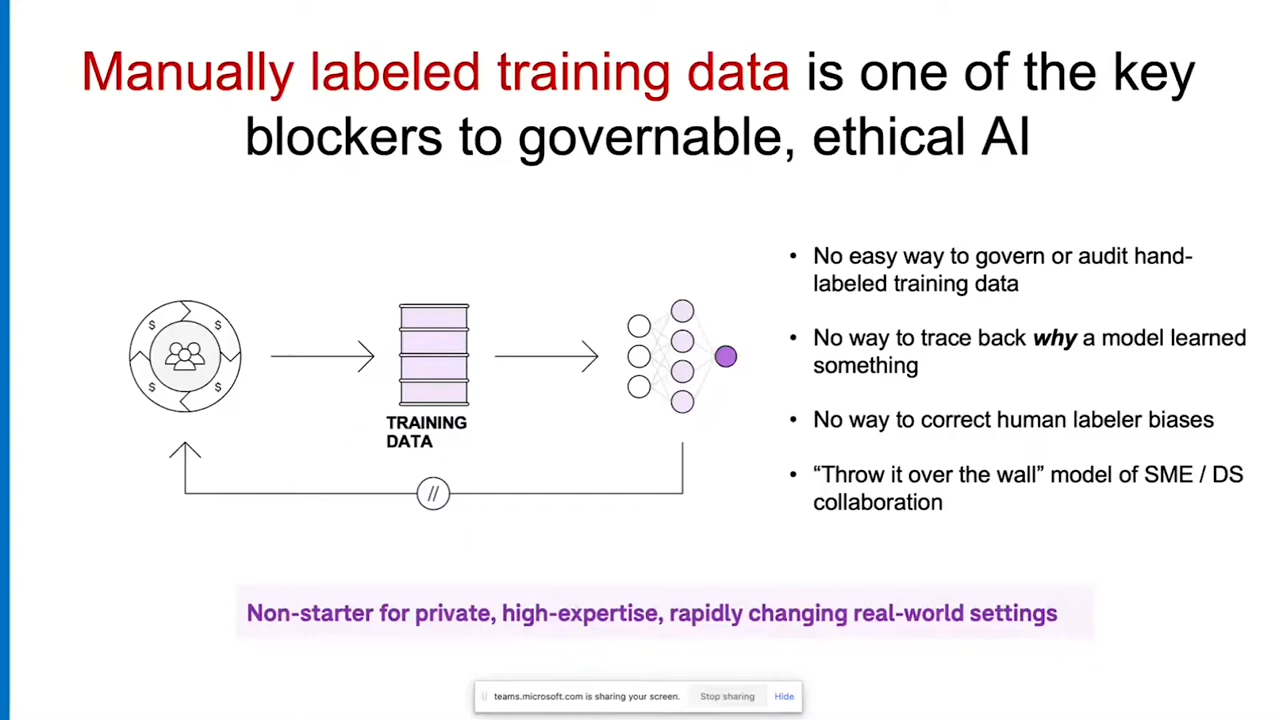 Manually labeled training data is one of the key
blockers to governable, ethical AI
$ $
$ $
TRAINING
DATA
//
• No easy way to govern or audit hand-
labeled training data
• No way to trace back why a model learned
something
• No way to correct human labeler biases
• “Throw it over the wall” model of SME / DS
collaboration
Non-starter for private, high-expertise, rapidly changing real-world settings
teams.microsoft.com is sharing your screen. Stop sharing Hide